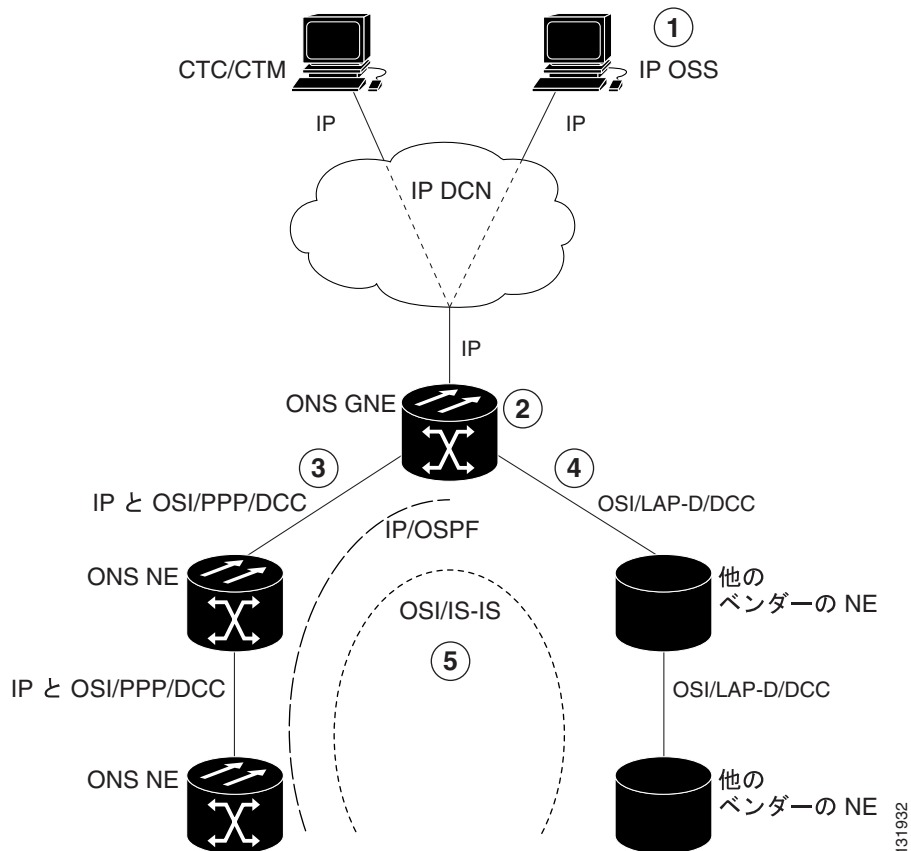 1
CTC/CTM
IP OSS
IP
IP
IP DCN
IP
ONS GNE
2
3
4
IP と OSI/PPP/DCC
OSI/LAP-D/DCC
IP/OSPF
ONS NE
他の
ベンダーの NE
OSI/IS-IS
5
IP と OSI/PPP/DCC
OSI/LAP-D/DCC
ONS NE
他の
ベンダーの NE
131932